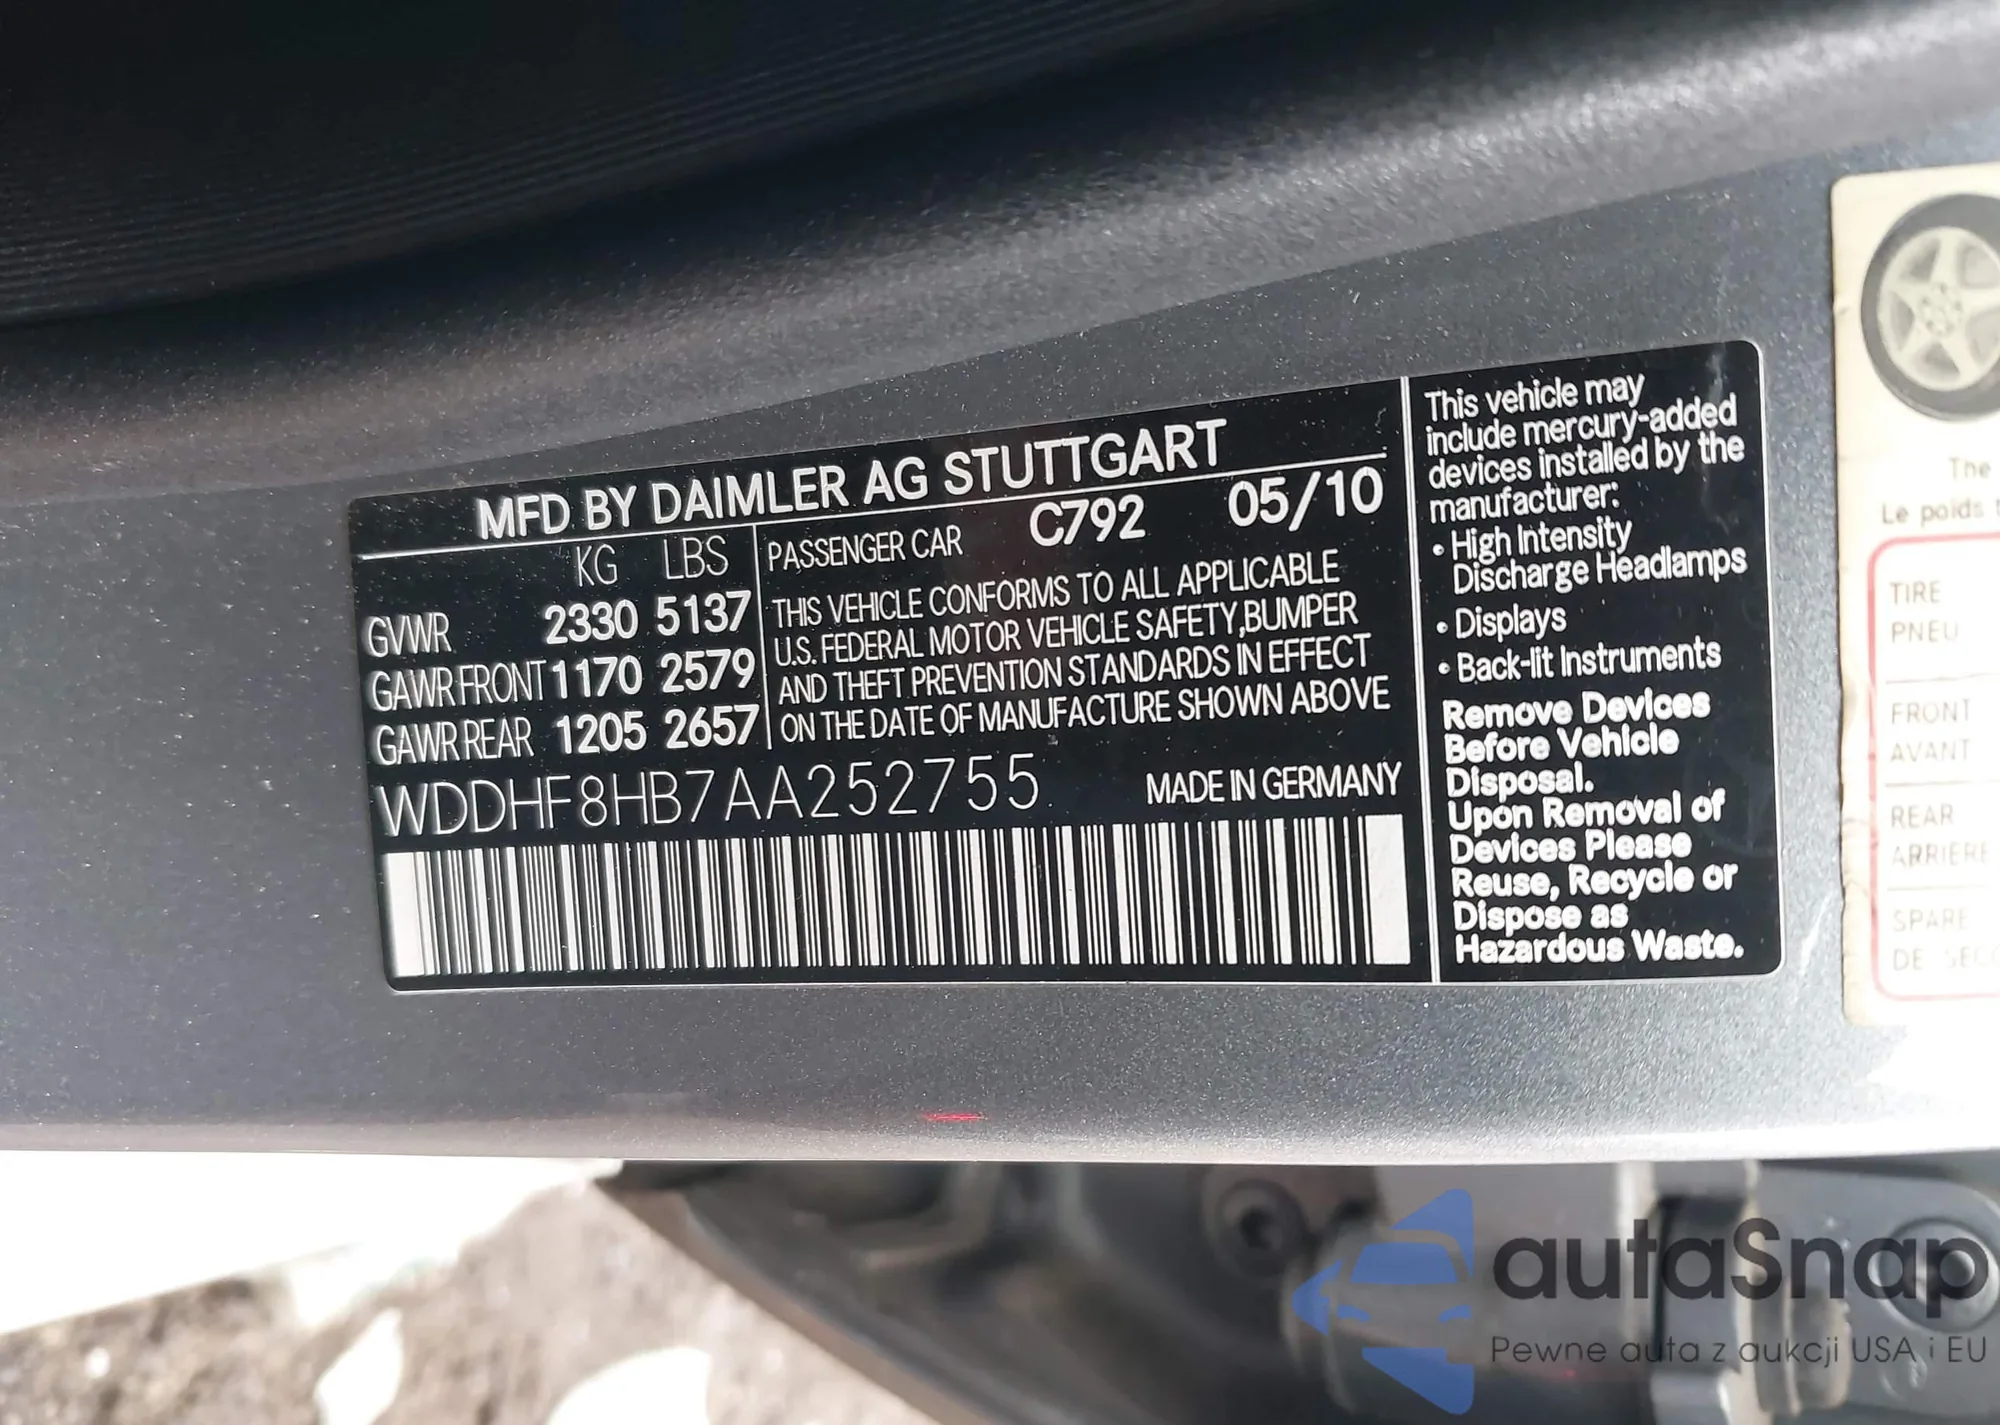 MFD BY DAIMLER AG STUTTGART
KG LBS
GVWR 2330 5137
GAWR FRONT 1170 2579
GAWR REAR 1205 2657
PASSENGER CAR C792 05/10
THIS VEHICLE CONFORMS TO ALL APPLICABLE
U.S. FEDERAL MOTOR VEHICLE SAFETY,BUMPER
AND THEFT PREVENTION STANDARDS IN EFFECT
ON THE DATE OF MANUFACTURE SHOWN ABOVE
WDDHF8HB7AA252755 MADE IN GERMANY
This vehicle may
include mercury-added
devices installed by the
manufacturer:
• High Intensity
Discharge Headlamps
• Displays
• Back-lit Instruments
Remove Devices
Before Vehicle
Disposal.
Upon Removal of
Devices Please
Reuse, Recycle or
Dispose as
Hazardous Waste.
The
Le poids
TIRE
PNEU
FRONT
AVANT
REAR
ARRIERE
SPARE
DE
autaSnap
Pewne auta z aukcji USA i EU